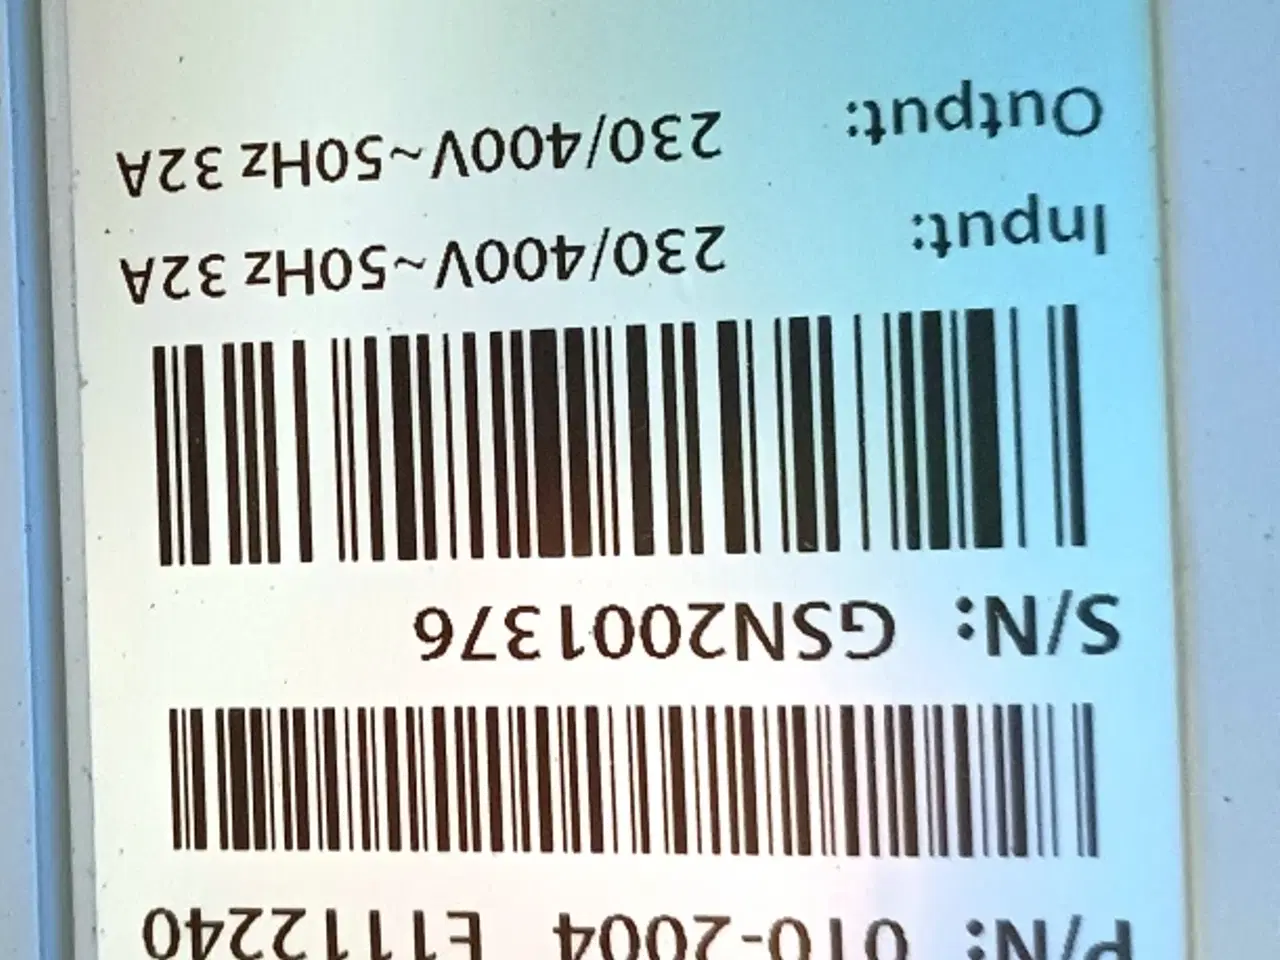 P/N: 010-2004 E1112240
S/N: GSN2001376
Input: 230/400V~50Hz 32A
Output: 230/400V~50Hz 32A